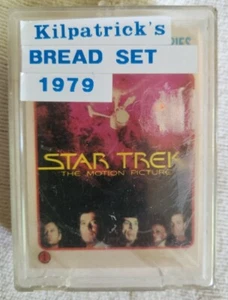 Kilpatrick's
BREAD SET
1979
STAR TREK
THE MOTION PICTURE